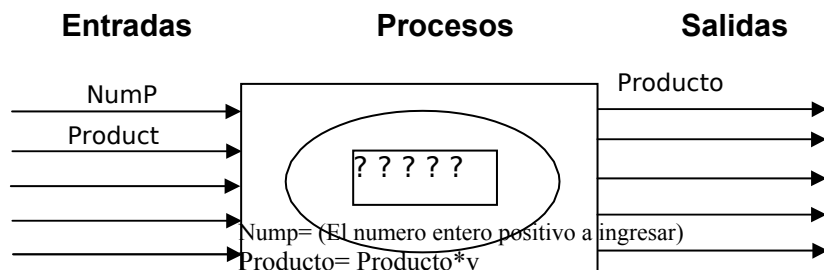 Entradas Procesos Salidas
NumP
Producto
Product
? ? ? ? ?
Nump= (El numero entero positivo a ingresar)
Producto= Producto*v